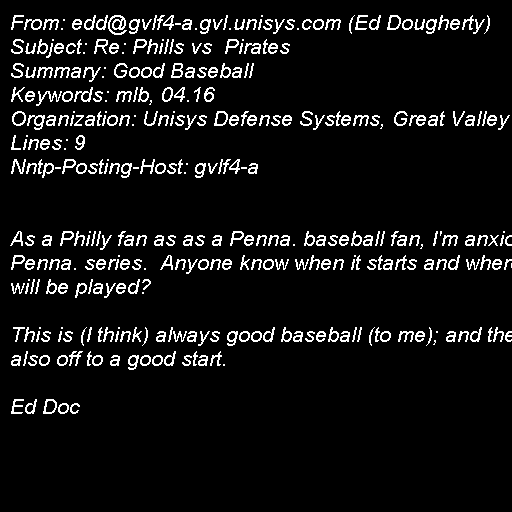 From: edd@gvlf4-a.gvl.unisys.com (Ed Dougherty)
Subject: Re: Phills vs  Pirates
Summary: Good Baseball
Keywords: mlb, 04.16
Organization: Unisys Defense Systems, Great Valley
Lines: 9
Nntp-Posting-Host: gvlf4-a

As a Philly fan as as a Penna. baseball fan, I'm
Penna. series.  Anyone know when it starts and
will be played?

This is (I think) always good baseball (to me); and
also off to a good start.

Ed Doc